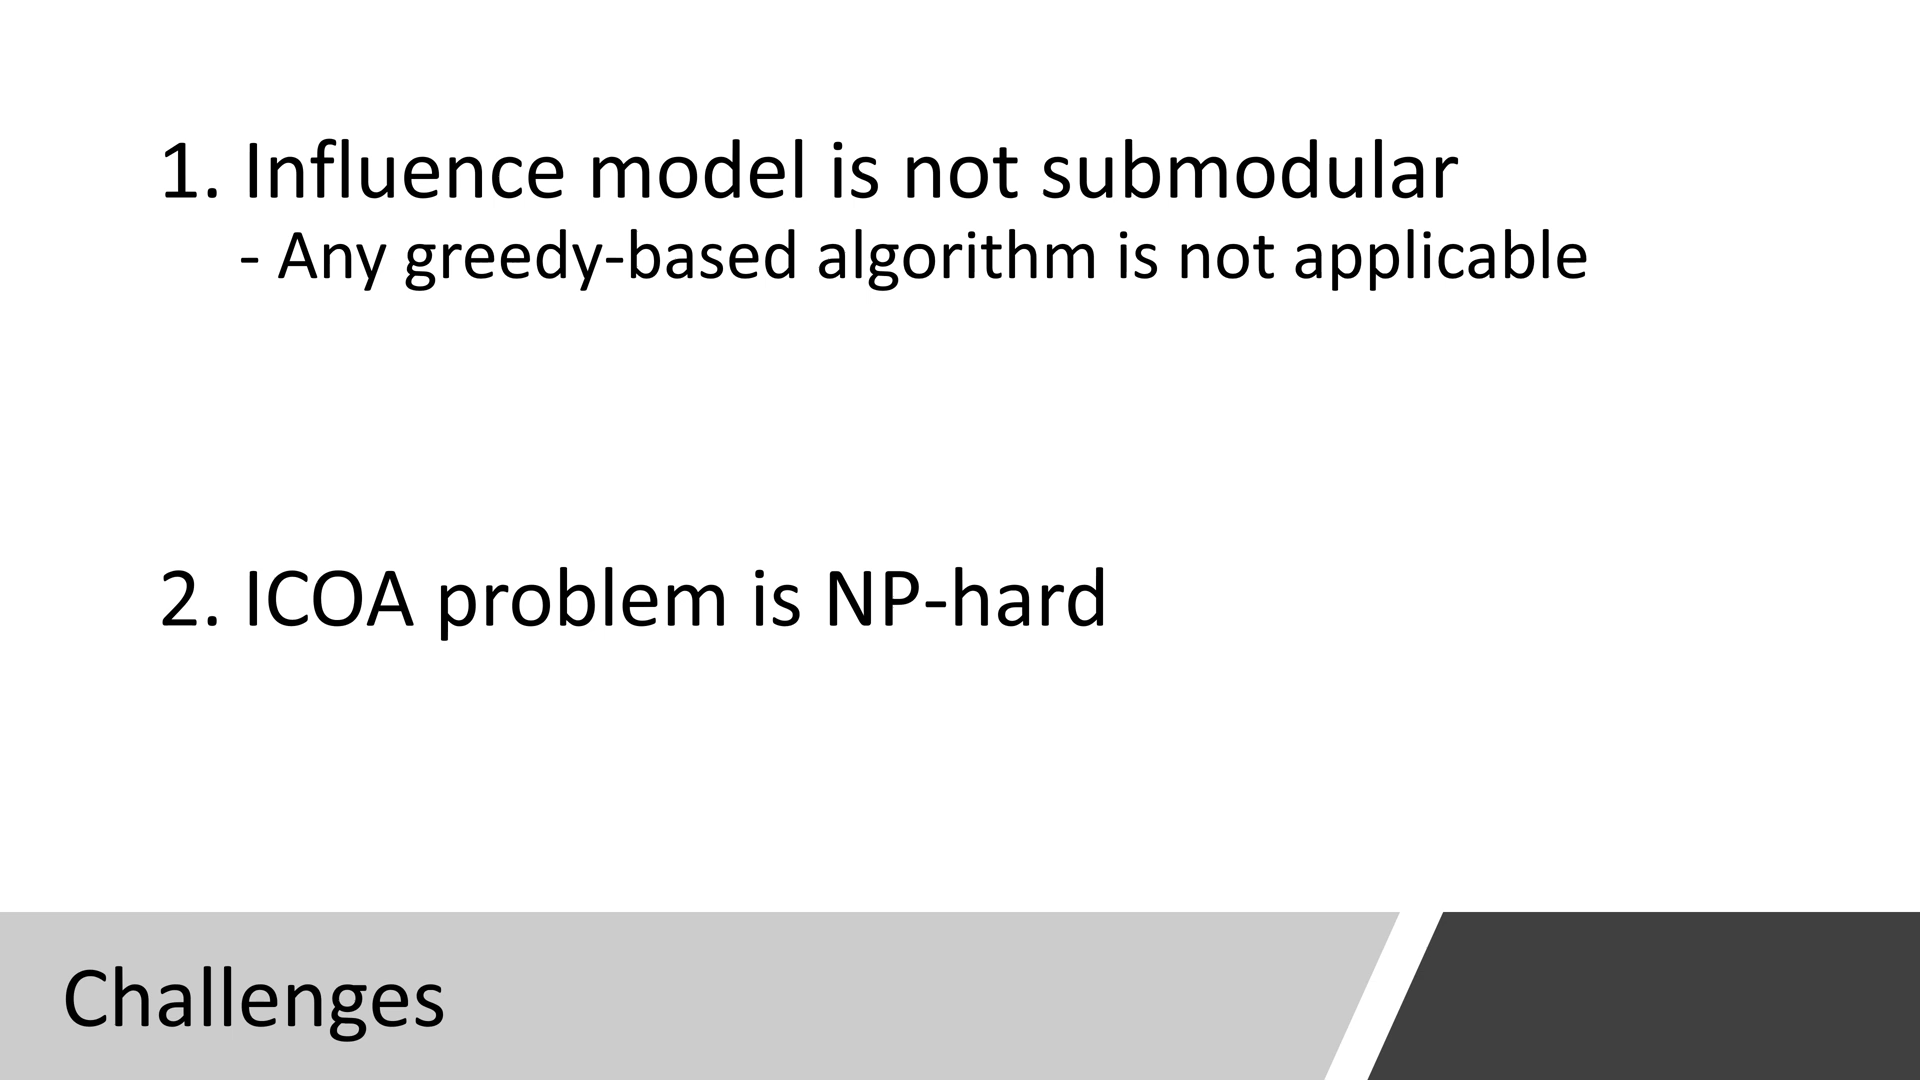 1. Influence model is not submodular
- Any greedy-based algorithm is not applicable
2. ICOA problem is NP-hard
Challenges